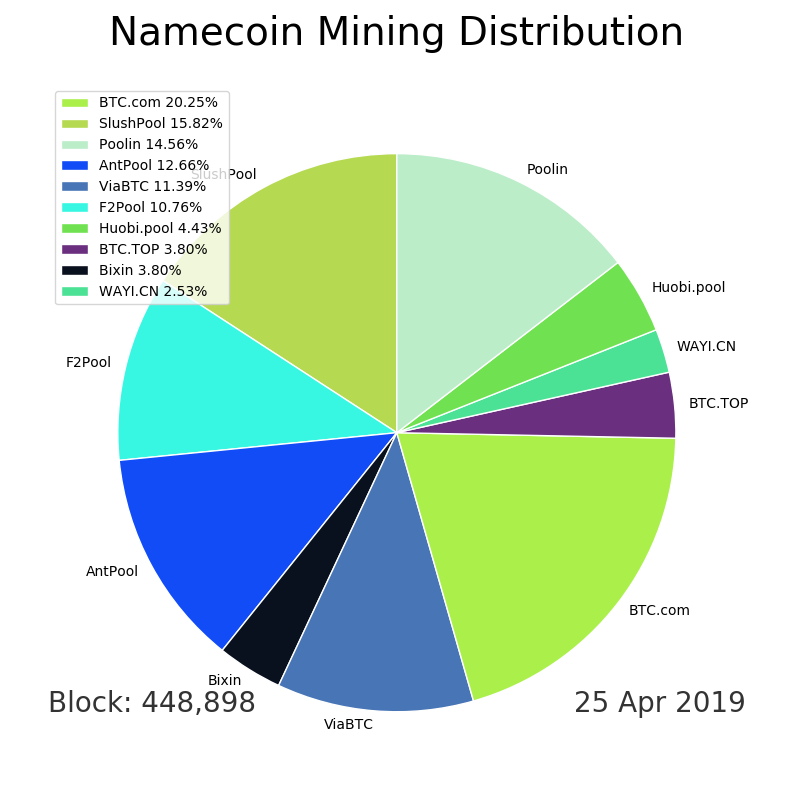 Namecoin Mining Distribution
BTC.com 20.25%
SlushPool 15.82%
Poolin 14.56%
AntPool 12.66%
ViaBTC 11.39%
F2Pool 10.76%
Huobi.pool 4.43%
BTC.TOP 3.80%
Bixin 3.80%
WAYI.CN 2.53%
SlushPool
Poolin
Huobi.pool
WAYI.CN
F2Pool
BTC.TOP
AntPool
BTC.com
Bixin
Block: 448,898
25 Apr 2019
ViaBTC